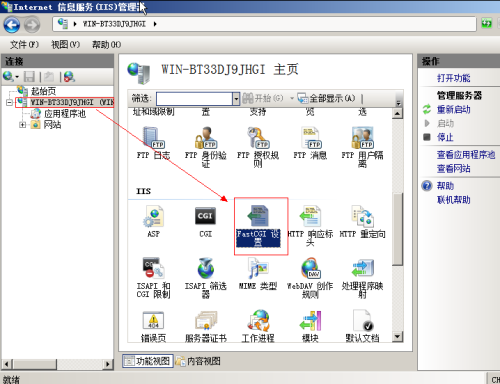 Internet 信息服务(IIS)管理器
WIN-BT33DJ9JHGI
文件(F) 视图(V) 帮助(H)
连接
起始页
WIN-BT33DJ9JHGI (WIN
应用程序池
网站
WIN-BT33DJ9JHGI 主页
筛选: 开始(G) 全部显示(A)
址和域限制 置 支持 览 选
FTP 日志 FTP 身份验证 FTP 授权规则 FTP 消息 FTP 用户隔离
IIS
ASP CGI FastCGI 设置 HTTP 响应标头 HTTP 重定向
ISAPI 和 CGI 限制 ISAPI 筛选器 MIME 类型 WebDAV 创作规则 处理程序映射
错误页 服务器证书 工作进程 模块 默认文档
功能视图 内容视图
操作
打开功能
管理服务器
重新启动
启动
停止
查看应用程序池
查看网站
帮助
联机帮助
就绪